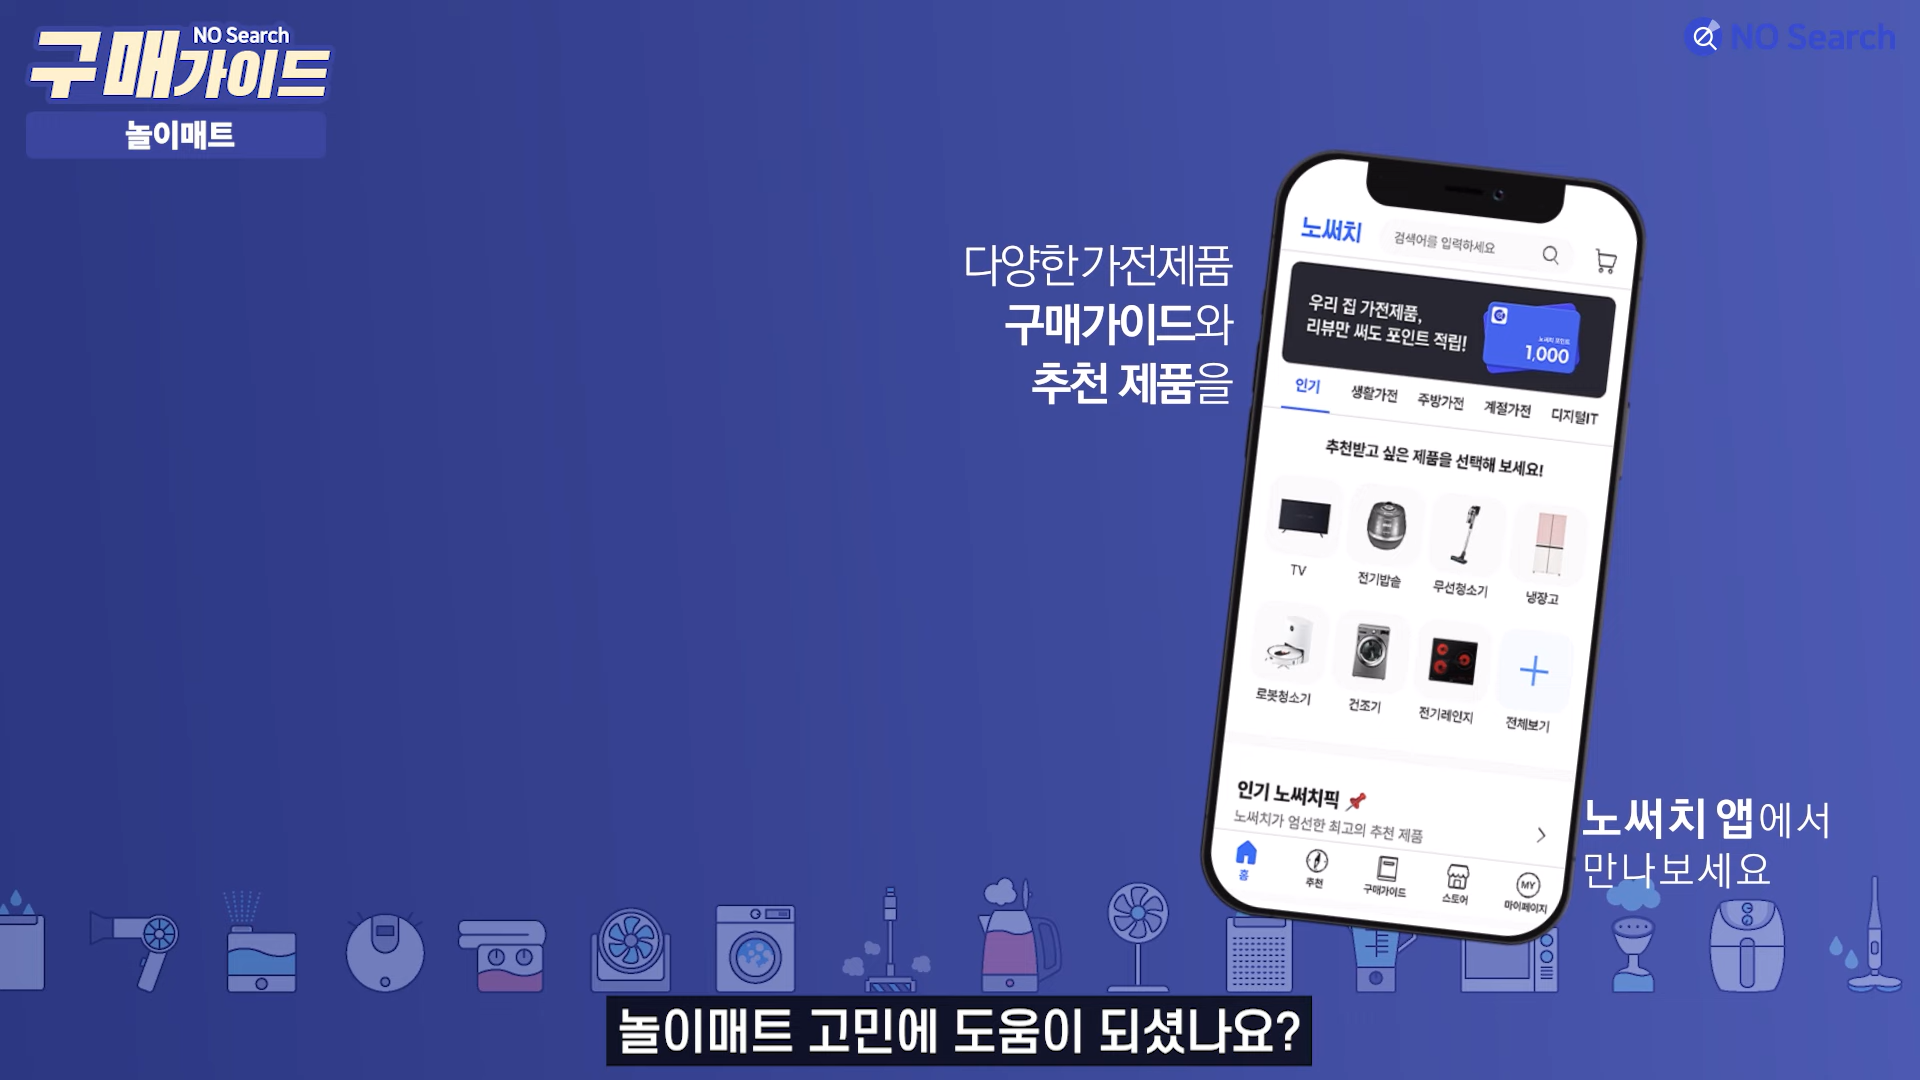 NO Search
구매가이드
놀이매트
NO Search
다양한 가전제품
구매가이드와
추천 제품을
노써치
검색어를 입력하세요
우리 집 가전제품,
리뷰만 써도 포인트 적립!
노써치 포인트
1,000
인기 생활가전 주방가전 계절가전 디지털IT
추천받고 싶은 제품을 선택해 보세요!
TV 전기밥솥 무선청소기 냉장고
로봇청소기 건조기 전기레인지 전체보기
인기 노써치픽
노써치가 엄선한 최고의 추천 제품
홈 추천 구매가이드 스토어 마이페이지
MY
노써치 앱에서
만나보세요
놀이매트 고민에 도움이 되셨나요?